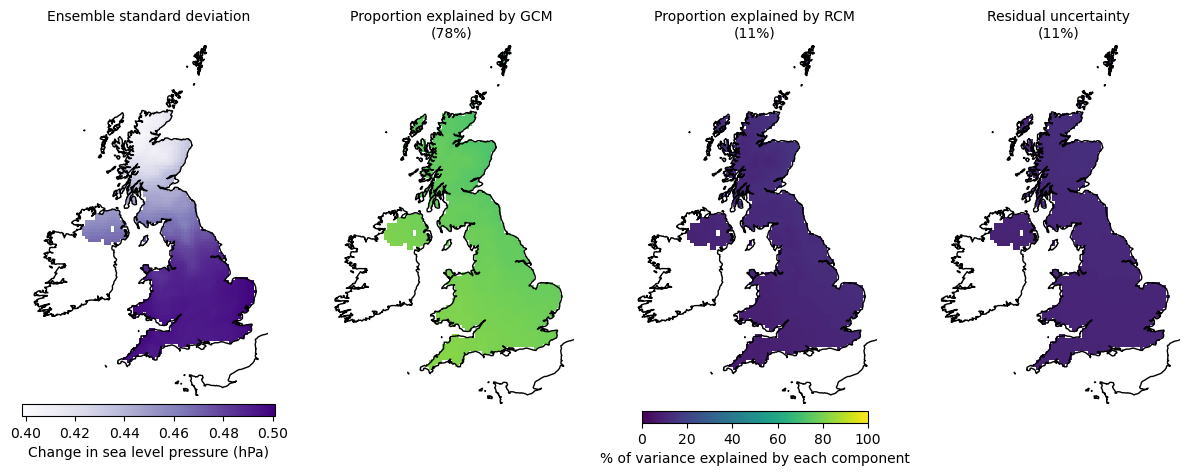 Ensemble standard deviation
Proportion explained by GCM
(78%)
Proportion explained by RCM
(11%)
Residual uncertainty
(11%)
0.40 0.42 0.44 0.46 0.48 0.50
Change in sea level pressure (hPa)
0 20 40 60 80 100
% of variance explained by each component